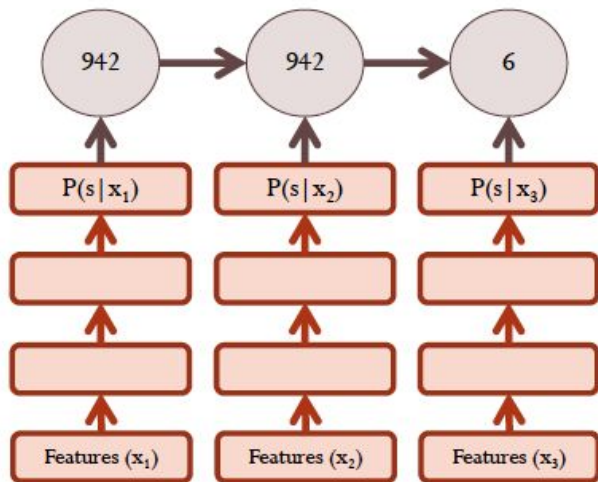 942 942 6
P(s|x₁) P(s|x₂) P(s|x₃)
Features (x₁) Features (x₂) Features (x₃)